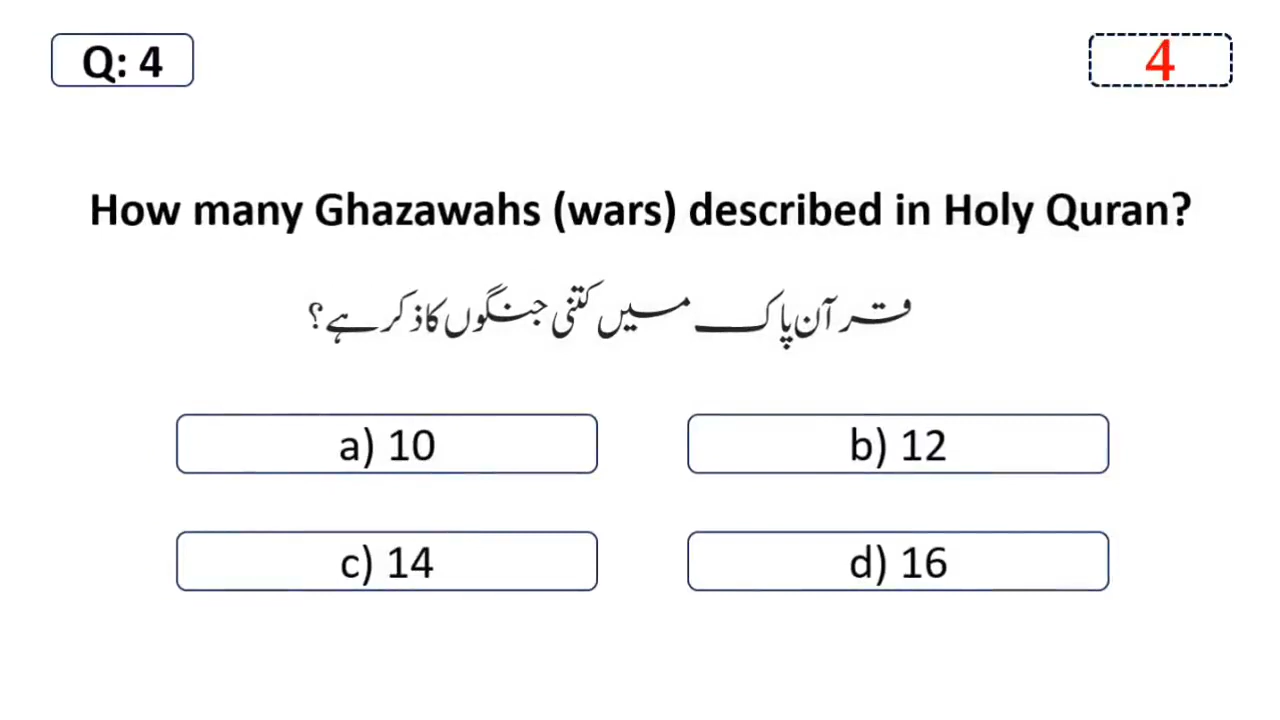 Q: 4
4
How many Ghazawahs (wars) described in Holy Quran?
قرآن پاک میں کتنی جنگوں کا ذکر ہے؟
a) 10
b) 12
c) 14
d) 16